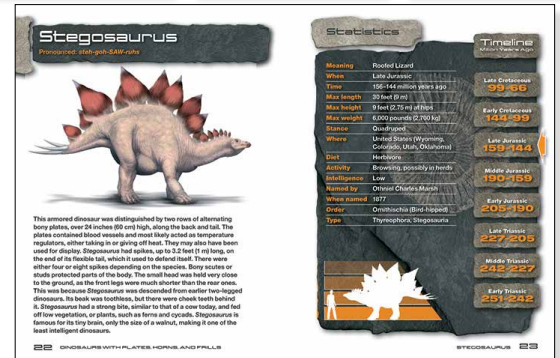 Stegosaurus
Pronounced: steh-goh-SAW-ruhs
This armored dinosaur was distinguished by two rows of alternating
bony plates, over 24 inches (60 cm) high, along the back and tail. The
plates contained blood vessels and most likely acted as temperature
regulators, either taking in or giving off heat. They may also have been
used for display. Stegosaurus had spikes, up to 3.2 feet (1 m) long, on
the end of its flexible tail, which it used to defend itself. There were
either four or eight spikes depending on the species. Bony scutes or
studs protected parts of the body. The small head was held very close
to the ground, as the front legs were much shorter than the rear ones.
This was because Stegosaurus was descended from earlier two-legged
dinosaurs. Its beak was toothless, but there were cheek teeth behind
it. Stegosaurus had a strong bite, similar to that of a cow today, and fed
off low vegetation, or plants, such as ferns and cycads. Stegosaurus is
famous for its tiny brain, only the size of a walnut, making it one of the
least intelligent dinosaurs.
22 DINOSAURS WITH PLATES, HORNS, AND FRILLS
Statistics
Meaning Roofed Lizard
When Late Jurassic
Time 156–144 million years ago
Max length 30 feet (9 m)
Max height 9 feet (2.75 m) at hips
Max weight 6,000 pounds (2,700 kg)
Stance Quadruped
Where United States (Wyoming,
Colorado, Utah, Oklahoma)
Diet Herbivore
Activity Browsing, possibly in herds
Intelligence Low
Named by Othniel Charles Marsh
When named 1877
Order Ornithischia (Bird-hipped)
Type Thyreophora, Stegosauria
Timeline
Million Years Ago
Late Cretaceous
99-66
Early Cretaceous
144-99
Late Jurassic
159-144
Middle Jurassic
190-159
Early Jurassic
205-190
Late Triassic
227-205
Middle Triassic
242-227
Early Triassic
251-242
STEGOSAURUS 23